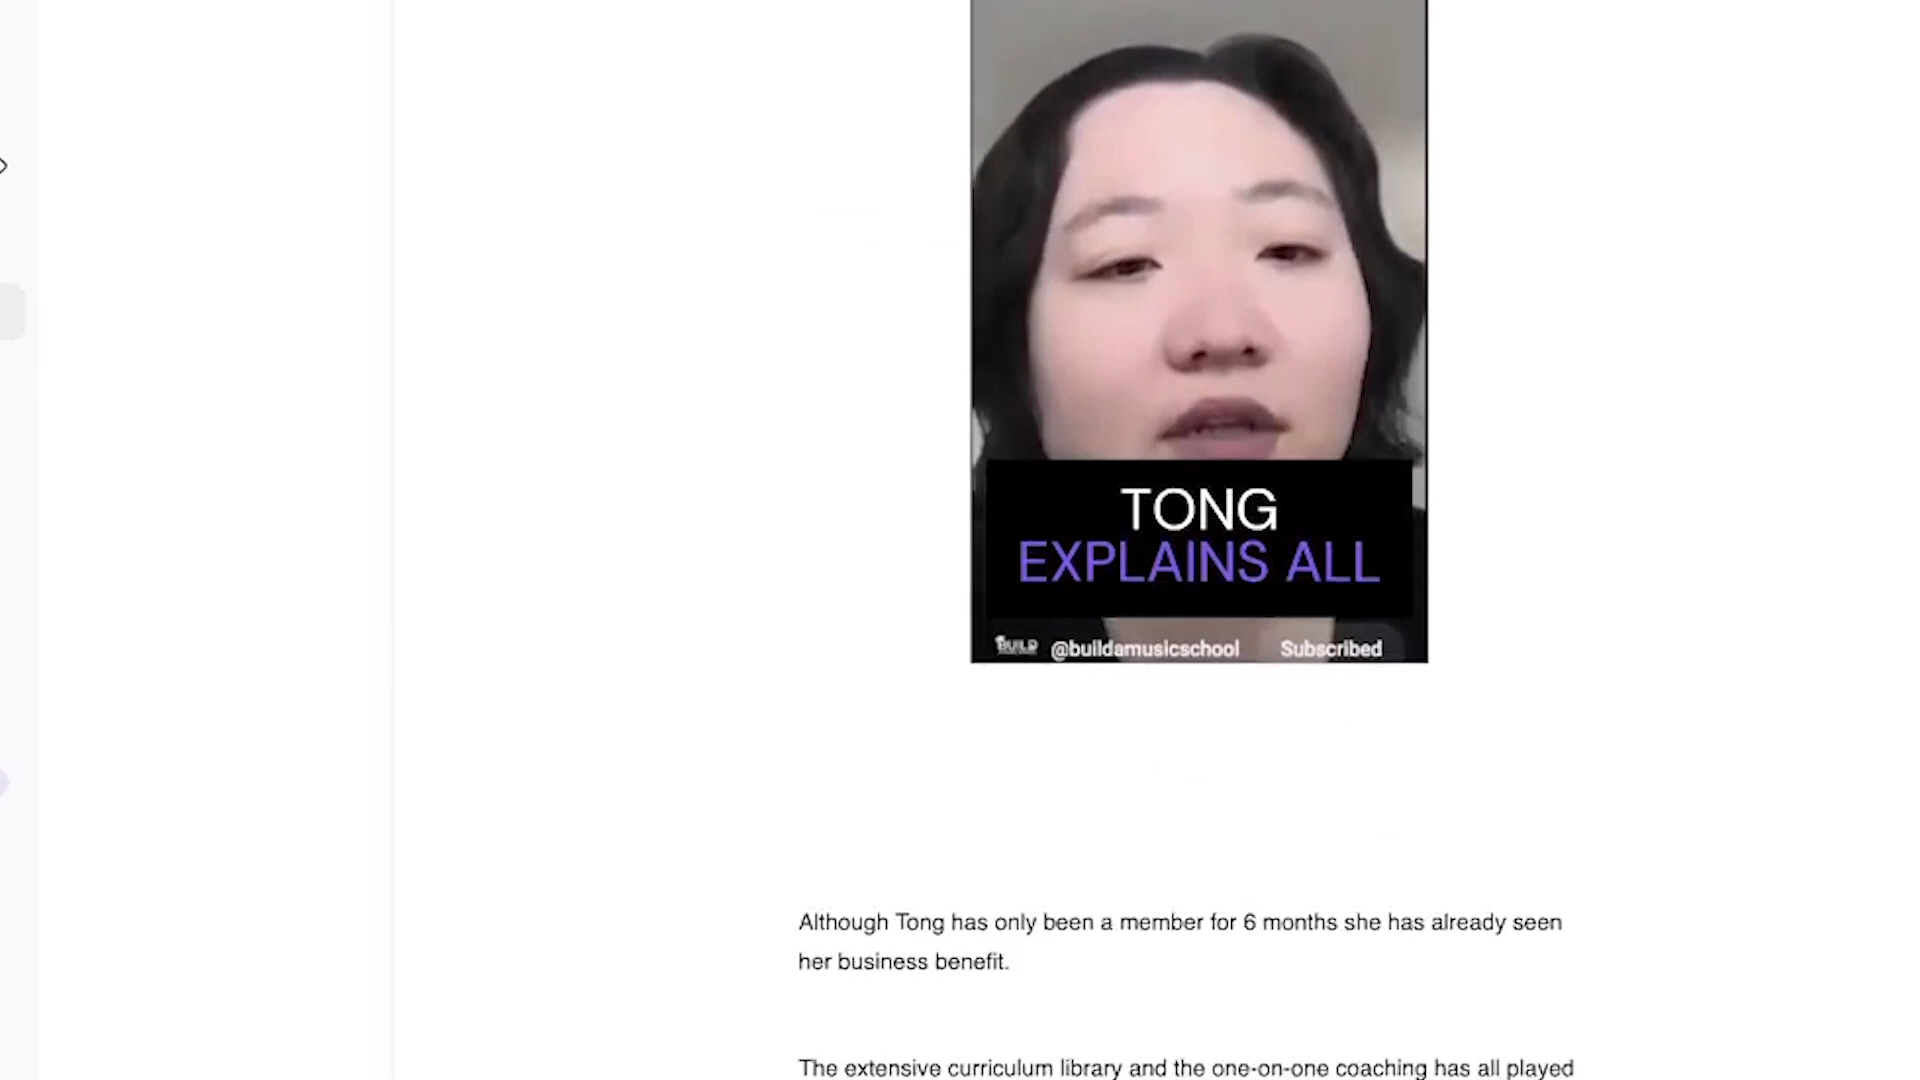 TONG
EXPLAINS ALL
BUILD @buildamusicschool Subscribed
Although Tong has only been a member for 6 months she has already seen
her business benefit.
The extensive curriculum library and the one-on-one coaching has all played